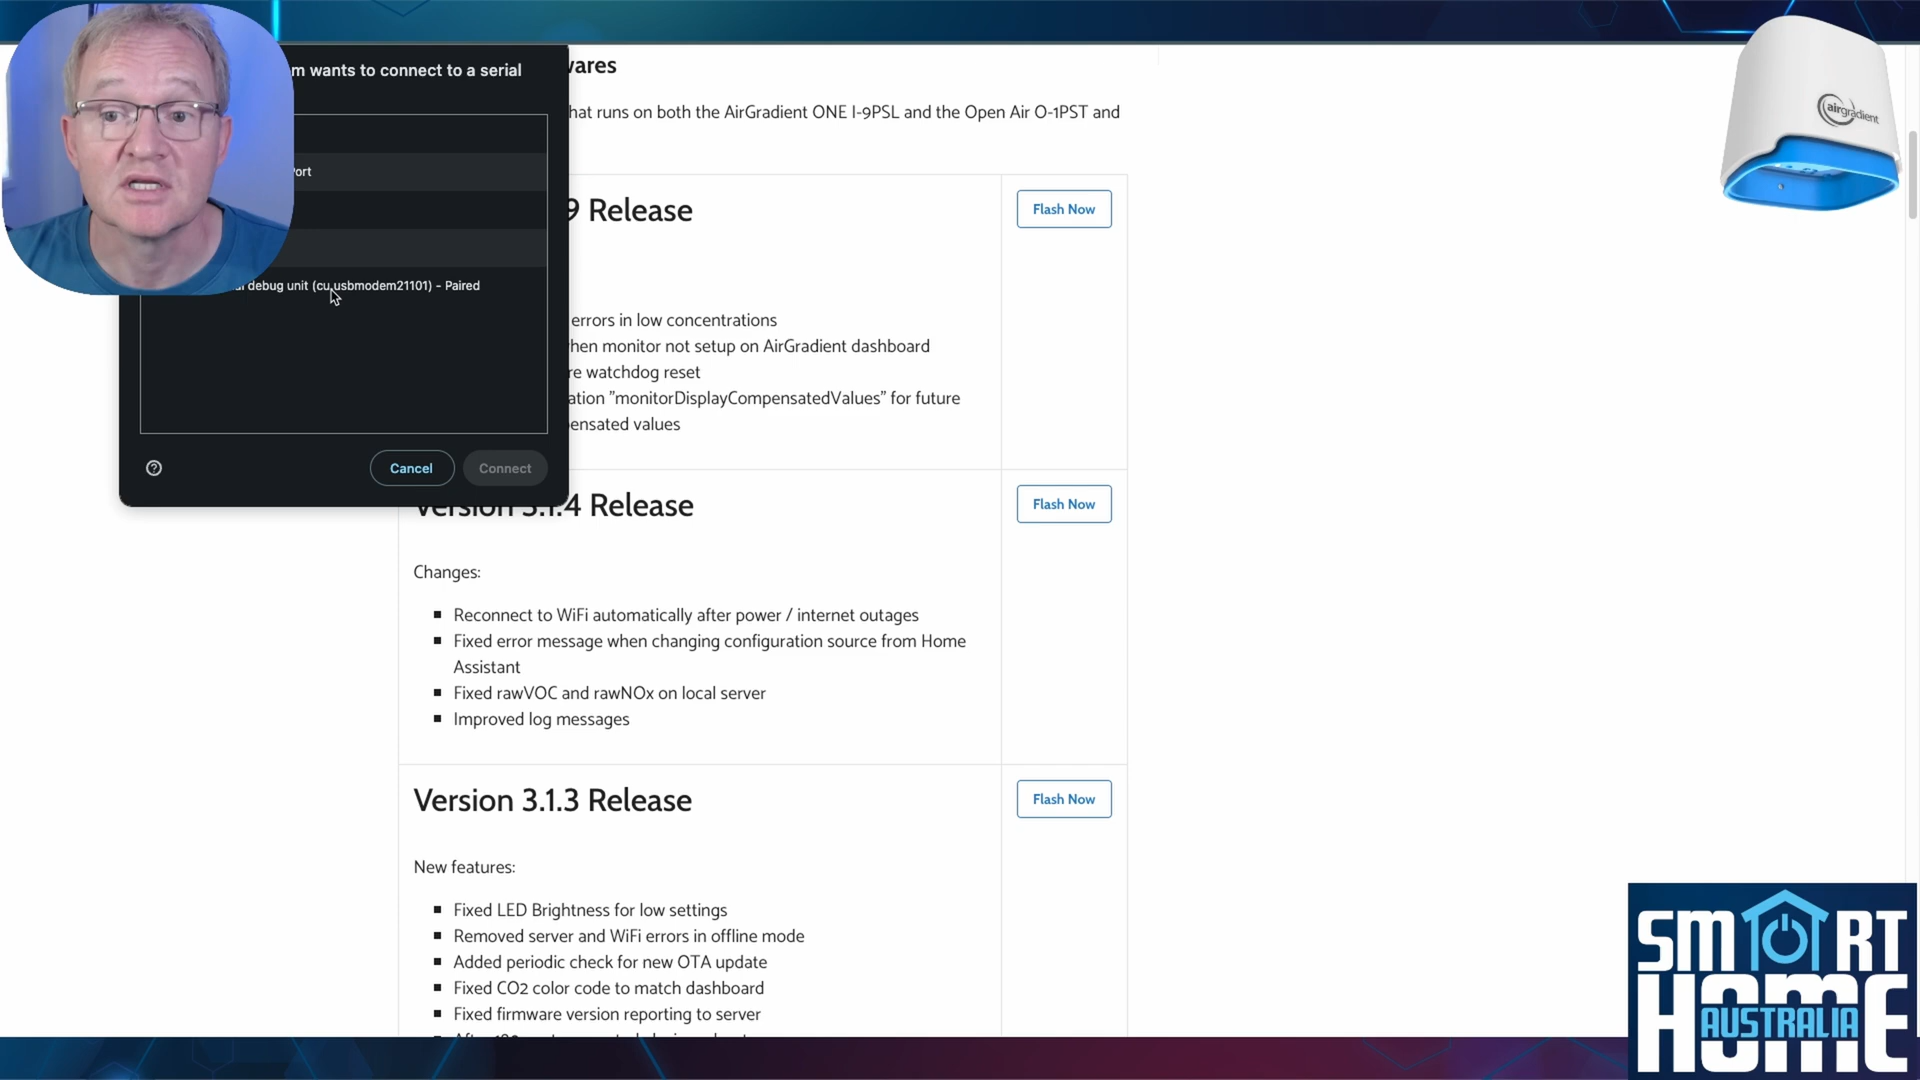 m wants to connect to a serial
ort
debug unit (cu.usbmodem21101) - Paired
Cancel
Connect
wares
hat runs on both the AirGradient ONE I-9PSL and the Open Air O-1PST and
9 Release
Flash Now
errors in low concentrations
hen monitor not setup on AirGradient dashboard
re watchdog reset
ation "monitorDisplayCompensatedValues" for future
ensated values
Version 3.1.4 Release
Flash Now
Changes:
Reconnect to WiFi automatically after power / internet outages
Fixed error message when changing configuration source from Home
Assistant
Fixed rawVOC and rawNOx on local server
Improved log messages
Version 3.1.3 Release
Flash Now
New features:
Fixed LED Brightness for low settings
Removed server and WiFi errors in offline mode
Added periodic check for new OTA update
Fixed CO2 color code to match dashboard
Fixed firmware version reporting to server
airgradient
SMART
HOME
AUSTRALIA